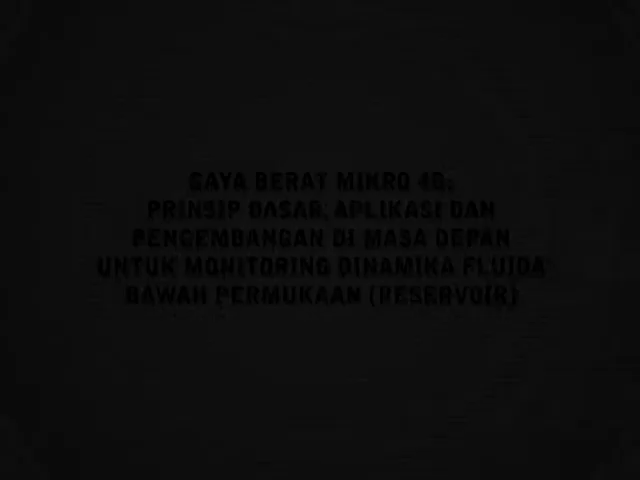 GAYA BERAT MIKRO 4D:
PRINSIP DASAR, APLIKASI DAN
PENGEMBANGAN DI MASA DEPAN
UNTUK MONITORING DINAMIKA FLUIDA
BAWAH PERMUKAAN (RESERVOIR)